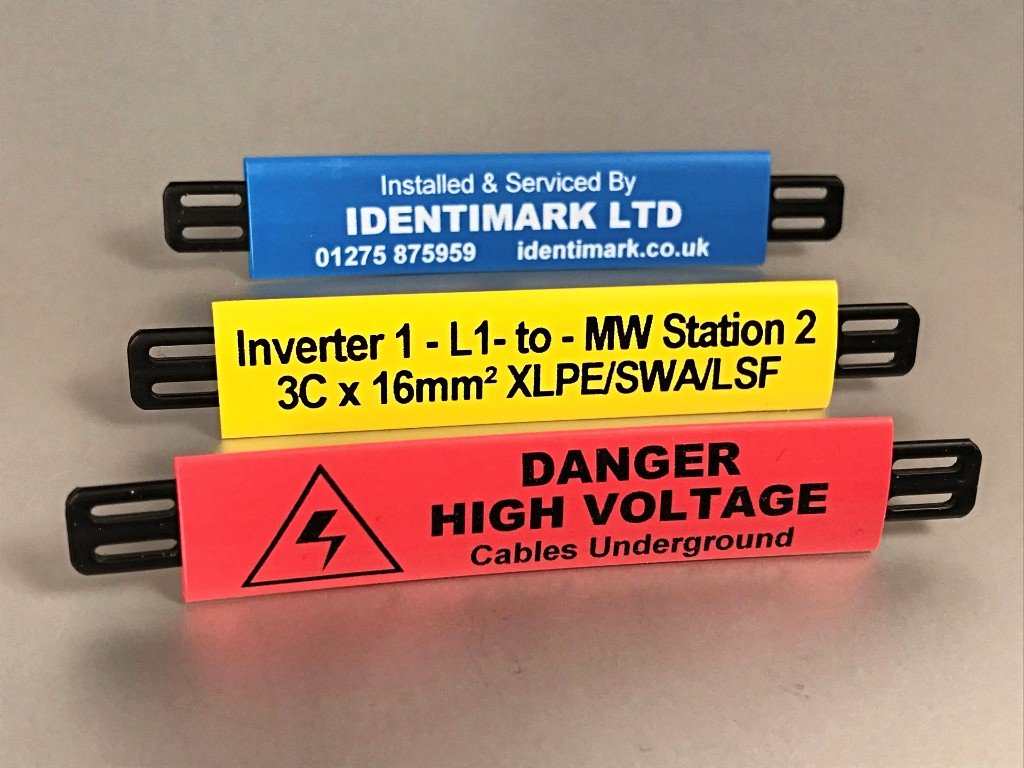 Installed & Serviced By
IDENTIMARK LTD
01275 875959 identimark.co.uk
Inverter 1 - L1- to - MW Station 2
3C x 16mm² XLPE/SWA/LSF
DANGER
HIGH VOLTAGE
Cables Underground